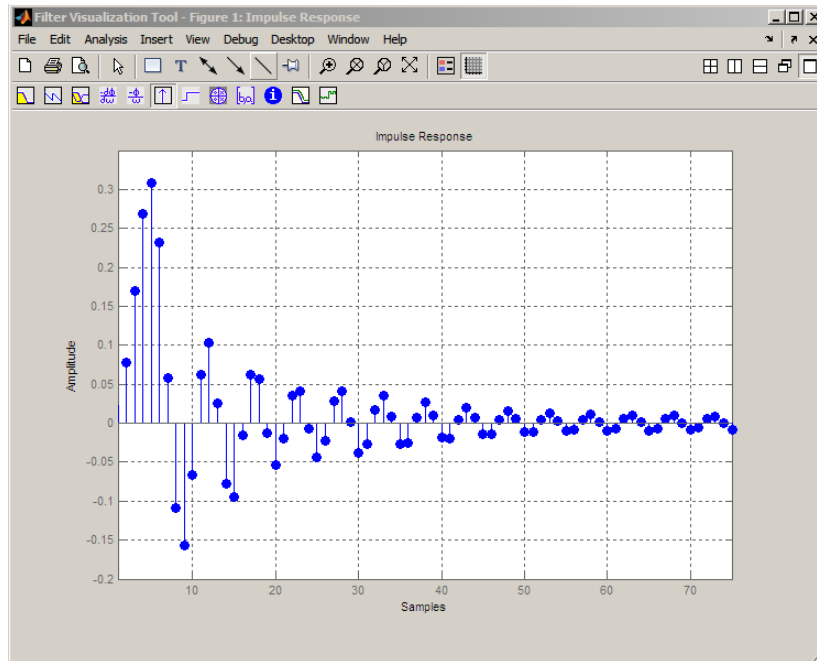 Filter Visualization Tool - Figure 1: Impulse Response
File Edit Analysis Insert View Debug Desktop Window Help
T
[b,a]
i
Impulse Response
0.3
0.25
0.2
0.15
0.1
0.05
0
-0.05
-0.1
-0.15
-0.2
Amplitude
10 20 30 40 50 60 70
Samples